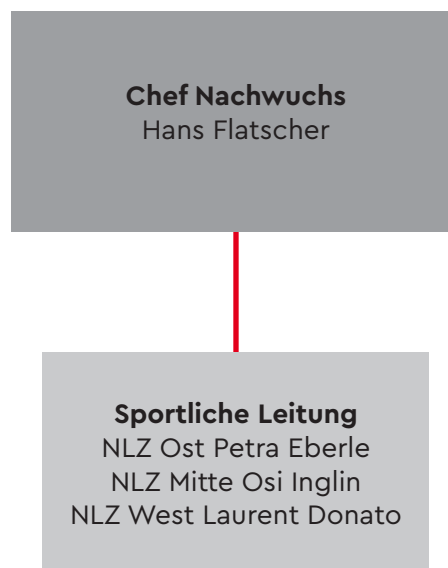 Chef Nachwuchs
Hans Flatscher
Sportliche Leitung
NLZ Ost Petra Eberle
NLZ Mitte Osi Inglin
NLZ West Laurent Donato